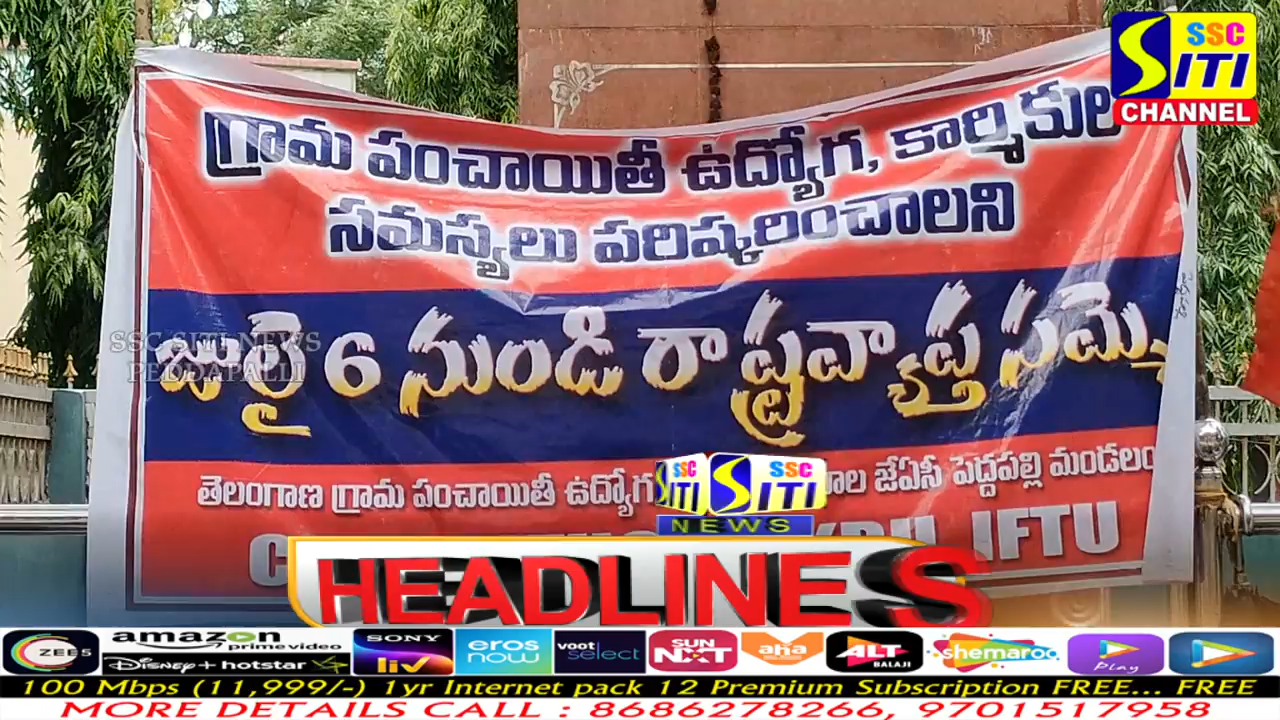 SSC
SITI
CHANNEL
గ్రామ పంచాయితీ ఉద్యోగ, కార్మికుల
సమస్యలు పరిష్కరించాలని
జులై 6 నుండి రాష్ట్రవ్యాప్త సమ్మె
SSC SITI NEWS
PEDDAPALLI
తెలంగాణ గ్రామ పంచాయితీ ఉద్యోగ జేఏసీ పెద్దపల్లి మండలం
SSC SITI SSC SITI
NEWS
IFTU
HEADLINES
ZEE5 amazon prime video Disney+ hotstar SONY liv eros now voot select SUN NXT aha ALT BALAJI shemaroo Play
100 Mbps (11,999/-) 1yr Internet pack 12 Premium Subscription FREE... FREE
MORE DETAILS CALL : 8686278266, 9701517958